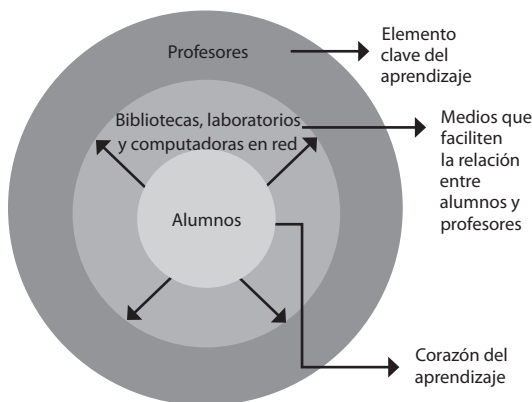 Profesores
Elemento
clave del
aprendizaje
Bibliotecas, laboratorios
y computadoras en red
Medios que
faciliten
la relación
entre
alumnos y
profesores
Alumnos
Corazón del
aprendizaje